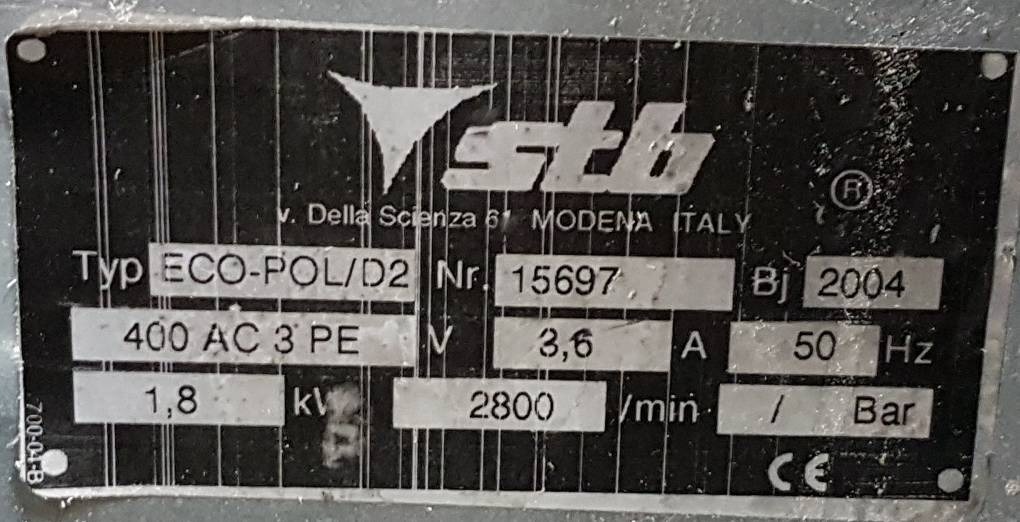 stb ®
v. Della Scienza 61 MODENA ITALY
Typ ECO-POL/D2 Nr. 15697 Bj 2004
400 AC 3 PE V 3,6 A 50 Hz
1,8 kW 2800 /min / Bar
700-04-B
CE